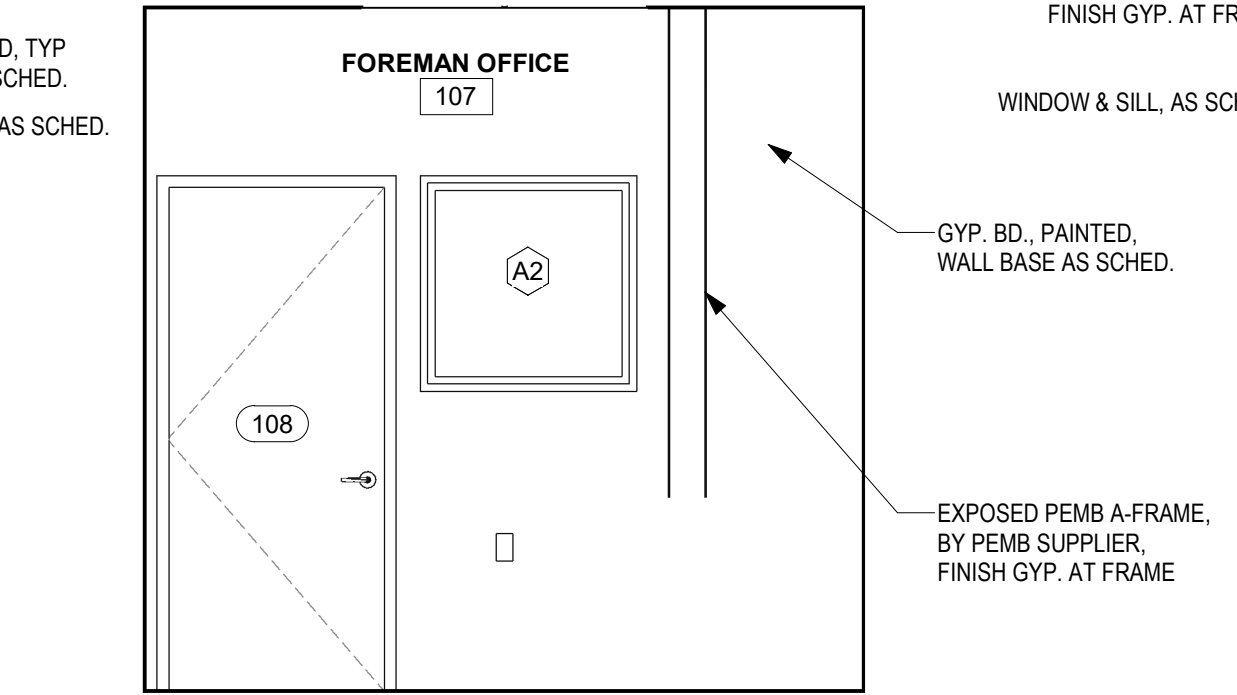 D, TYP
SCHED.
AS SCHED.
FOREMAN OFFICE
107
A2
108
FINISH GYP. AT FR
WINDOW & SILL, AS SCH
GYP. BD., PAINTED,
WALL BASE AS SCHED.
EXPOSED PEMB A-FRAME,
BY PEMB SUPPLIER,
FINISH GYP. AT FRAME